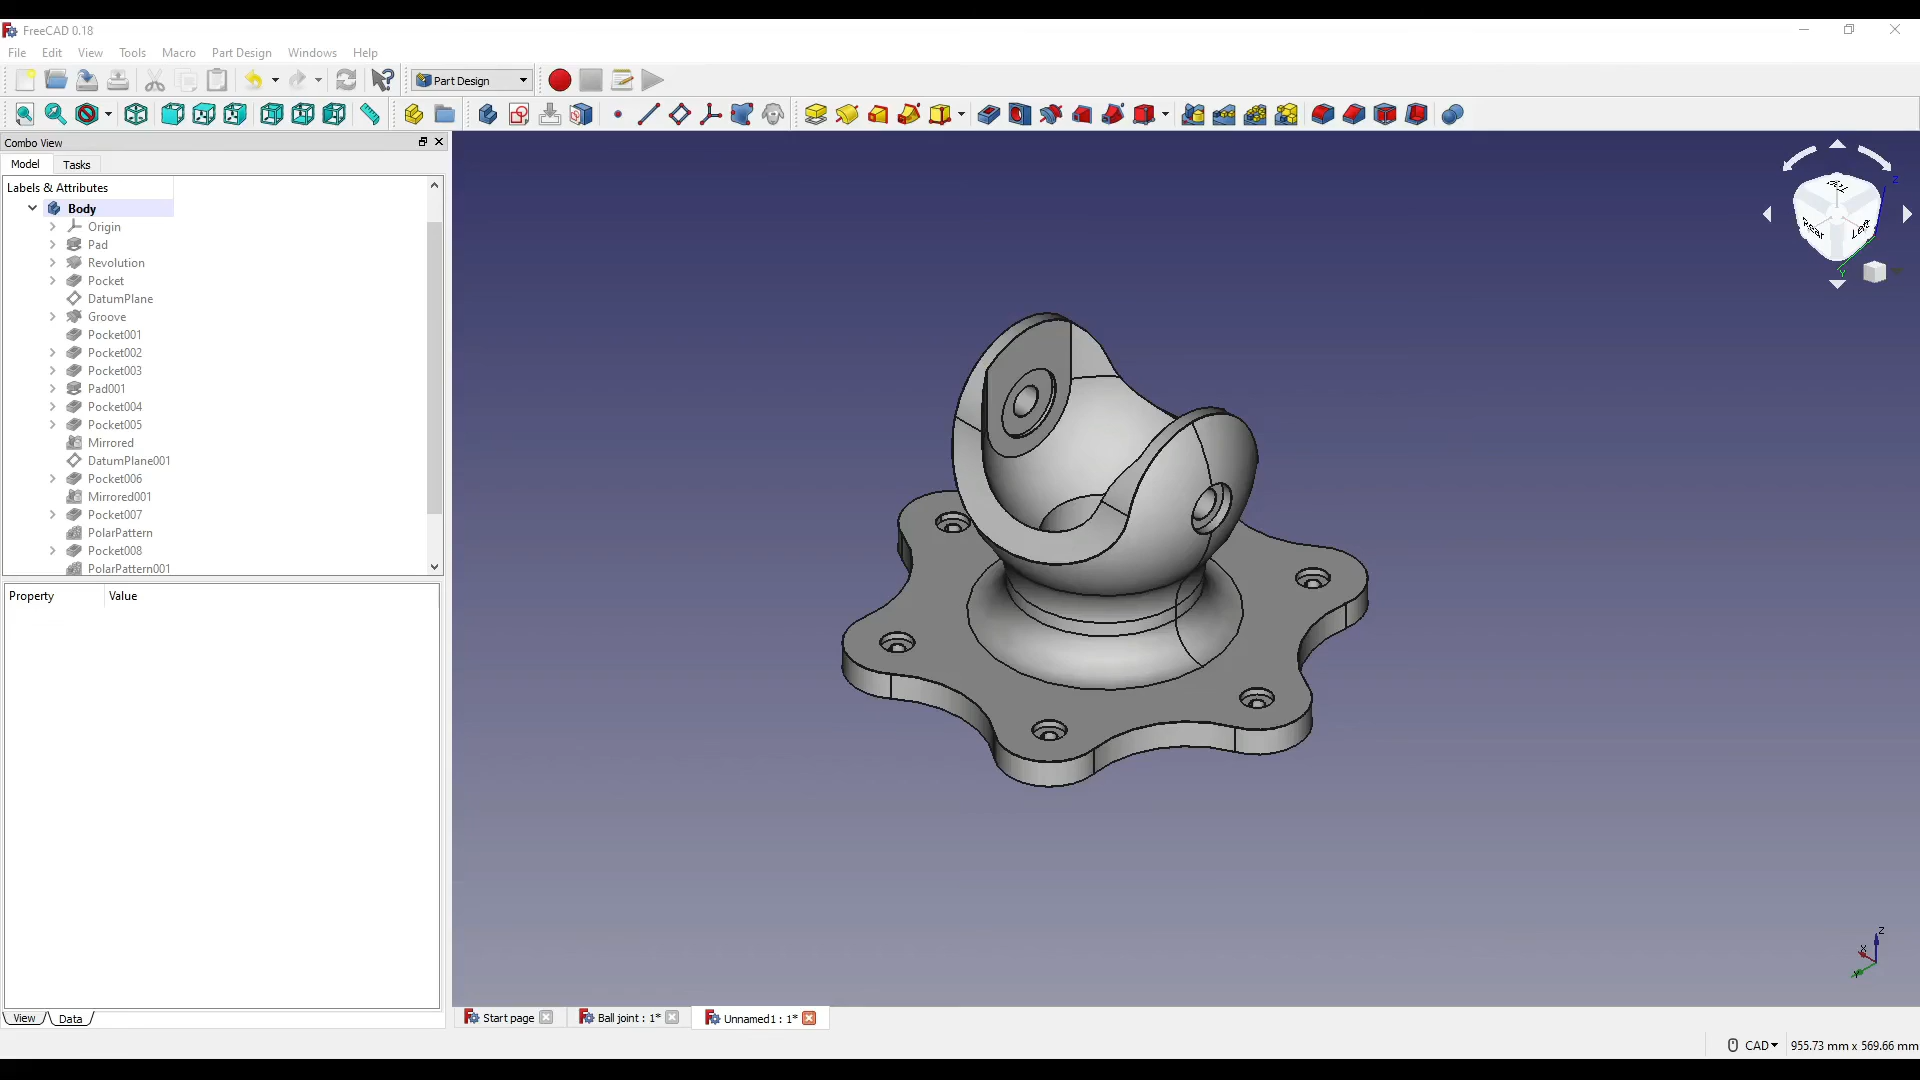 FreeCAD 0.18
File Edit View Tools Macro Part Design Windows Help
Part Design
Combo View
Model Tasks
Labels & Attributes
Body
Origin
Pad
Revolution
Pocket
DatumPlane
Groove
Pocket001
Pocket002
Pocket003
Pad001
Pocket004
Pocket005
Mirrored
DatumPlane001
Pocket006
Mirrored001
Pocket007
PolarPattern
Pocket008
PolarPattern001
Property Value
View Data
Top
Rear Left
Z
Y
Z
X
Y
Start page Ball joint : 1* Unnamed1 : 1*
CAD 955.73 mm x 569.66 mm